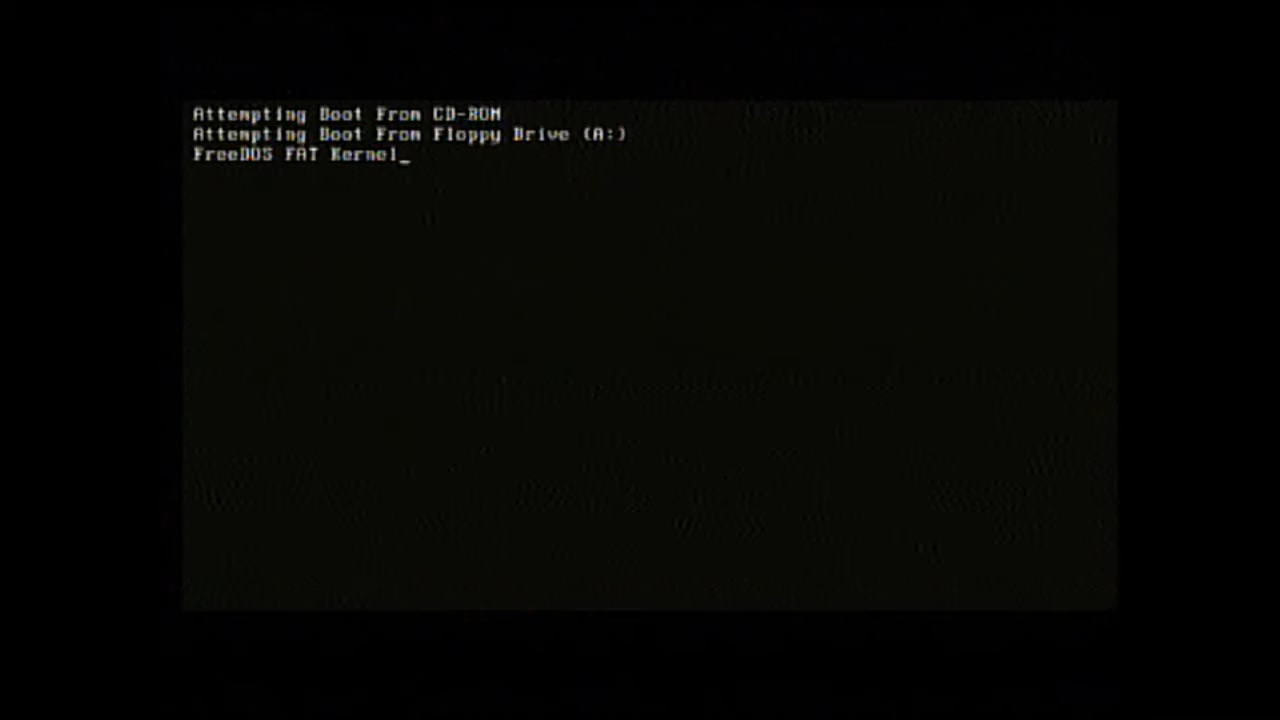 Attempting Boot From CD-ROM
Attempting Boot From Floppy Drive (A:)
FreeDOS FAT Kernel_